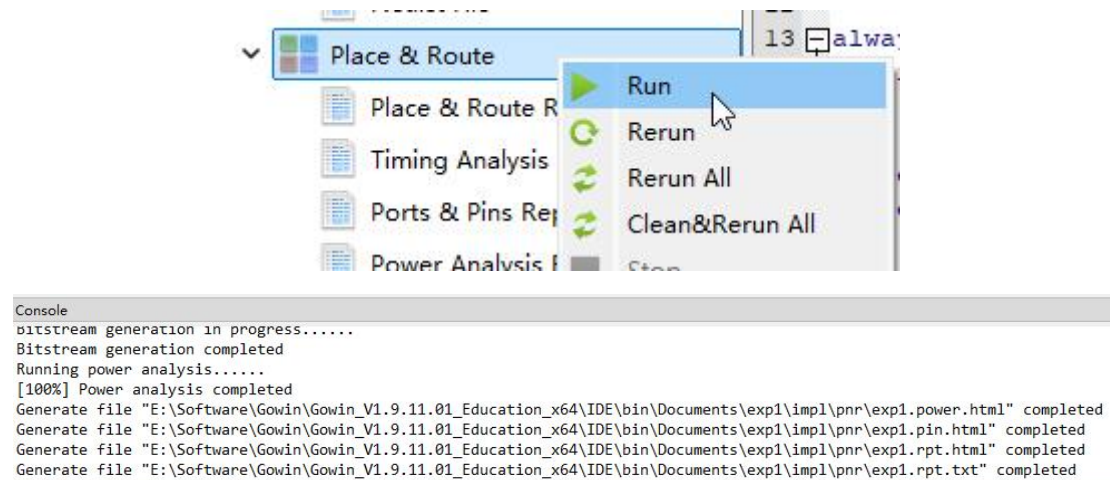 13 alwa
Place & Route
Run
Place & Route R
Rerun
Timing Analysis
Rerun All
Ports & Pins Rep
Clean&Rerun All
Power Analysis
Stop
Console
Bitstream generation in progress......
Bitstream generation completed
Running power analysis......
[100%] Power analysis completed
Generate file "E:\Software\Gowin\Gowin_V1.9.11.01_Education_x64\IDE\bin\Documents\exp1\impl\pnr\exp1.power.html" completed
Generate file "E:\Software\Gowin\Gowin_V1.9.11.01_Education_x64\IDE\bin\Documents\exp1\impl\pnr\exp1.pin.html" completed
Generate file "E:\Software\Gowin\Gowin_V1.9.11.01_Education_x64\IDE\bin\Documents\exp1\impl\pnr\exp1.rpt.html" completed
Generate file "E:\Software\Gowin\Gowin_V1.9.11.01_Education_x64\IDE\bin\Documents\exp1\impl\pnr\exp1.rpt.txt" completed